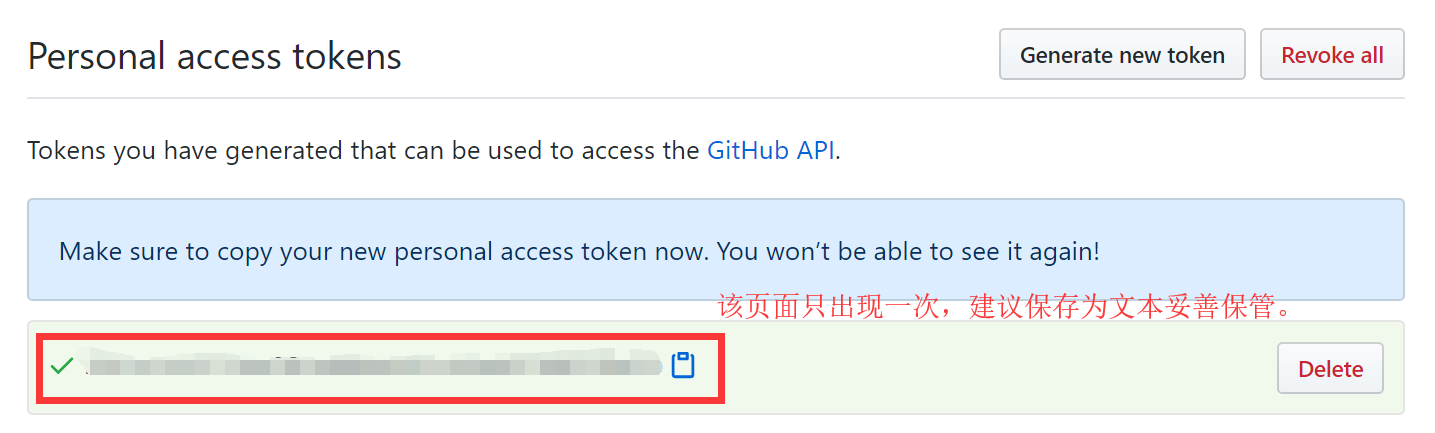 Personal access tokens
Generate new token
Revoke all
Tokens you have generated that can be used to access the GitHub API.
Make sure to copy your new personal access token now. You won’t be able to see it again!
该页面只出现一次，建议保存为文本妥善保管。
Delete